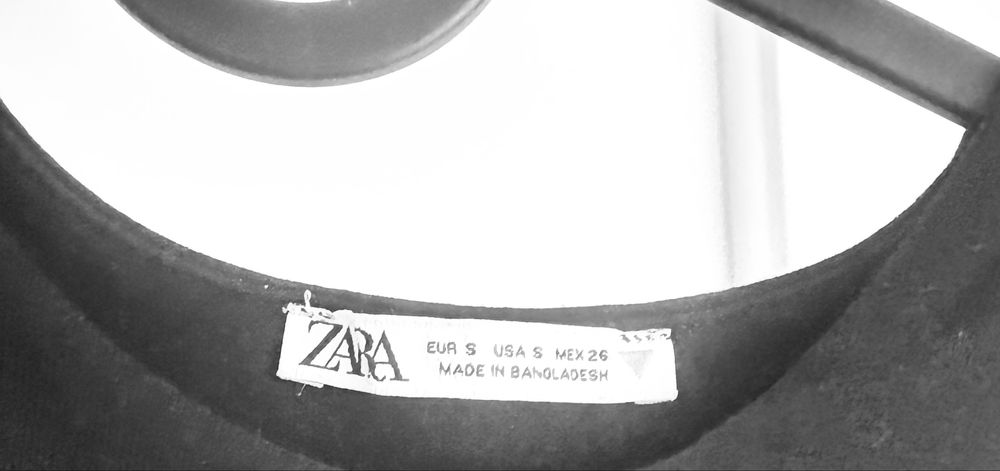 ZARA
EUR S USA S MEX 26
MADE IN BANGLADESH